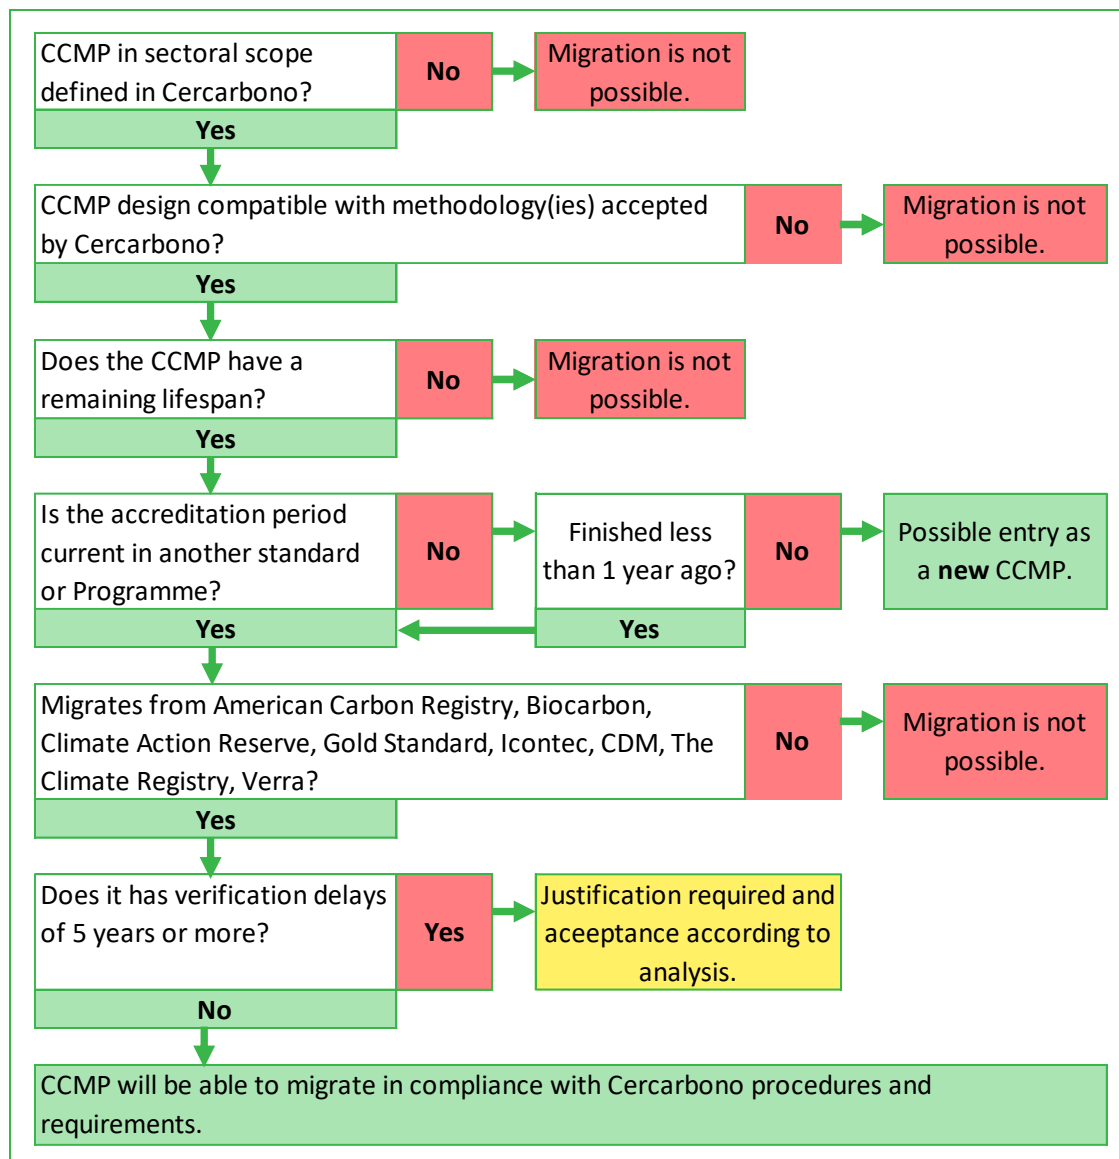 CCMP in sectoral scope
defined in Cercarbono?
No
Migration is not
possible.
Yes
CCMP design compatible with methodology(ies) accepted
by Cercarbono?
No
Migration is not
possible.
Yes
Does the CCMP have a
remaining lifespan?
No
Migration is not
possible.
Yes
Is the accreditation period
current in another standard
or Programme?
No
Finished less
than 1 year ago?
No
Possible entry as
a new CCMP.
Yes
Yes
Migrates from American Carbon Registry, Biocarbon,
Climate Action Reserve, Gold Standard, Icontec, CDM, The
Climate Registry, Verra?
No
Migration is not
possible.
Yes
Does it has verification delays
of 5 years or more?
Yes
Justification required and
aceeptance according to
analysis.
No
CCMP will be able to migrate in compliance with Cercarbono procedures and
requirements.